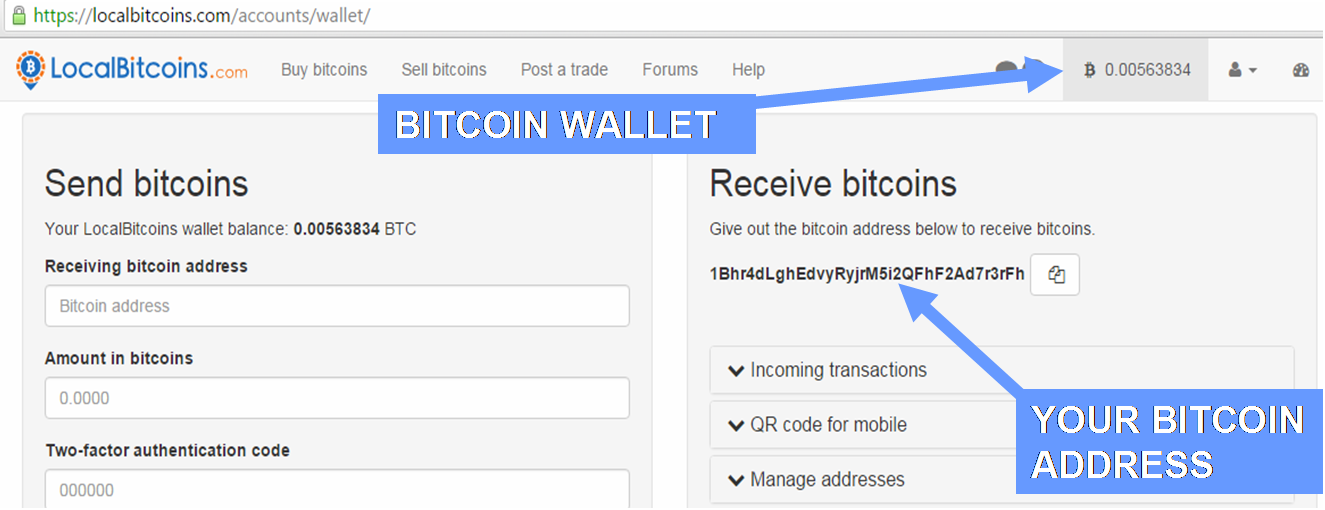 https://localbitcoins.com/accounts/wallet/
LocalBitcoins.com Buy bitcoins Sell bitcoins Post a trade Forums Help 0.00563834
BITCOIN WALLET
Send bitcoins
Your LocalBitcoins wallet balance: 0.00563834 BTC
Receiving bitcoin address
Bitcoin address
Amount in bitcoins
0.0000
Two-factor authentication code
000000
Receive bitcoins
Give out the bitcoin address below to receive bitcoins.
1Bhr4dLghEdvyRyjrM5i2QFhF2Ad7r3rFh
Incoming transactions
QR code for mobile
Manage addresses
YOUR BITCOIN
ADDRESS